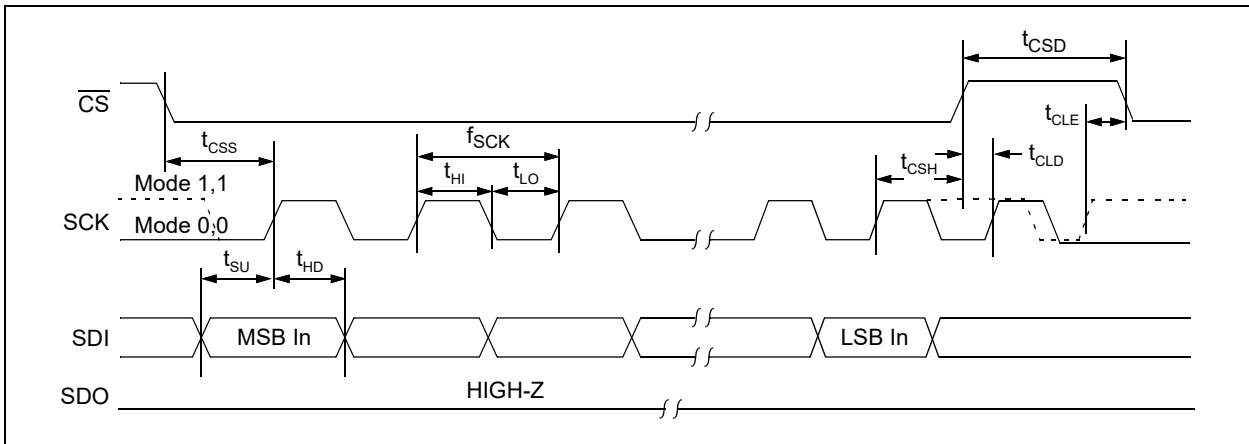 tCSD
CS
tCLE
tCSS
fSCK
tCSH
tCLD
tHI
tLO
Mode 1,1
SCK
Mode 0,0
tSU
tHD
SDI
MSB In
LSB In
HIGH-Z
SDO